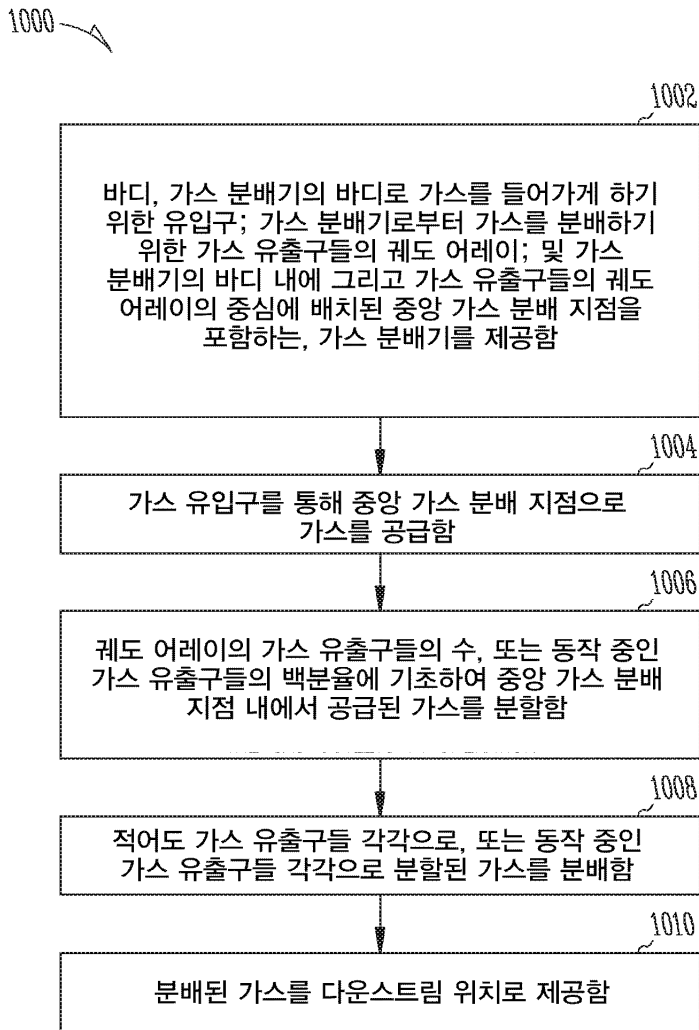 1000
1002
바디, 가스 분배기의 바디로 가스를 들어가게 하기
위한 유입구; 가스 분배기로부터 가스를 분배하기
위한 가스 유출구들의 궤도 어레이; 및 가스
분배기의 바디 내에 그리고 가스 유출구들의 궤도
어레이의 중심에 배치된 중앙 가스 분배 지점을
포함하는, 가스 분배기를 제공함
1004
가스 유입구를 통해 중앙 가스 분배 지점으로
가스를 공급함
1006
궤도 어레이의 가스 유출구들의 수, 또는 동작 중인
가스 유출구들의 백분율에 기초하여 중앙 가스 분배
지점 내에서 공급된 가스를 분할함
1008
적어도 가스 유출구들 각각으로, 또는 동작 중인
가스 유출구들 각각으로 분할된 가스를 분배함
1010
분배된 가스를 다운스트림 위치로 제공함